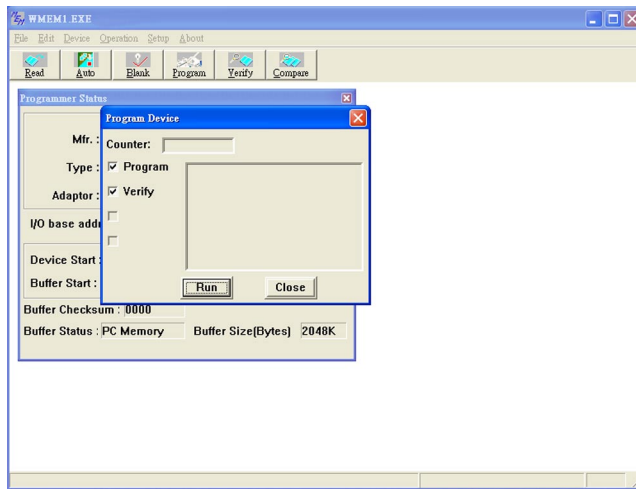 WMEM1.EXE
File Edit Device Operation Setup About
Read Auto Blank Program Verify Compare
Programmer Status
Program Device
Mfr. :
Counter:
Type :
Program
Adaptor :
Verify
I/O base addr
Device Start :
Buffer Start :
Run Close
Buffer Checksum : 0000
Buffer Status : PC Memory Buffer Size(Bytes) 2048K